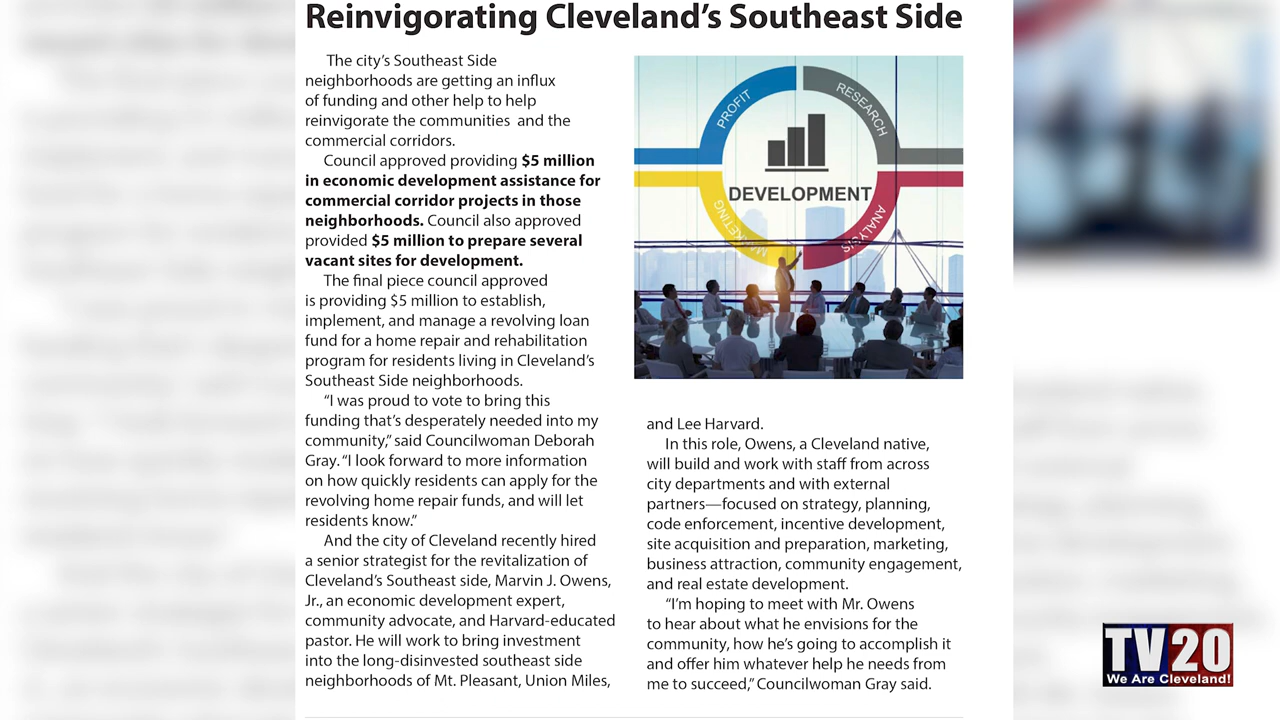 Reinvigorating Cleveland’s Southeast Side
The city’s Southeast Side
neighborhoods are getting an influx
of funding and other help to help
reinvigorate the communities and the
commercial corridors.
Council approved providing $5 million
in economic development assistance for
commercial corridor projects in those
neighborhoods. Council also approved
provided $5 million to prepare several
vacant sites for development.
The final piece council approved
is providing $5 million to establish,
implement, and manage a revolving loan
fund for a home repair and rehabilitation
program for residents living in Cleveland’s
Southeast Side neighborhoods.
“I was proud to vote to bring this
funding that’s desperately needed into my
community,” said Councilwoman Deborah
Gray. “I look forward to more information
on how quickly residents can apply for the
revolving home repair funds, and will let
residents know.”
And the city of Cleveland recently hired
a senior strategist for the revitalization of
Cleveland’s Southeast side, Marvin J. Owens,
Jr., an economic development expert,
community advocate, and Harvard-educated
pastor. He will work to bring investment
into the long-disinvested southeast side
neighborhoods of Mt. Pleasant, Union Miles,
PROFIT
RESEARCH
DEVELOPMENT
MARKETING
ANALYSIS
and Lee Harvard.
In this role, Owens, a Cleveland native,
will build and work with staff from across
city departments and with external
partners—focused on strategy, planning,
code enforcement, incentive development,
site acquisition and preparation, marketing,
business attraction, community engagement,
and real estate development.
“I’m hoping to meet with Mr. Owens
to hear about what he envisions for the
community, how he’s going to accomplish it
and offer him whatever help he needs from
me to succeed,” Councilwoman Gray said.
TV20
We Are Cleveland!